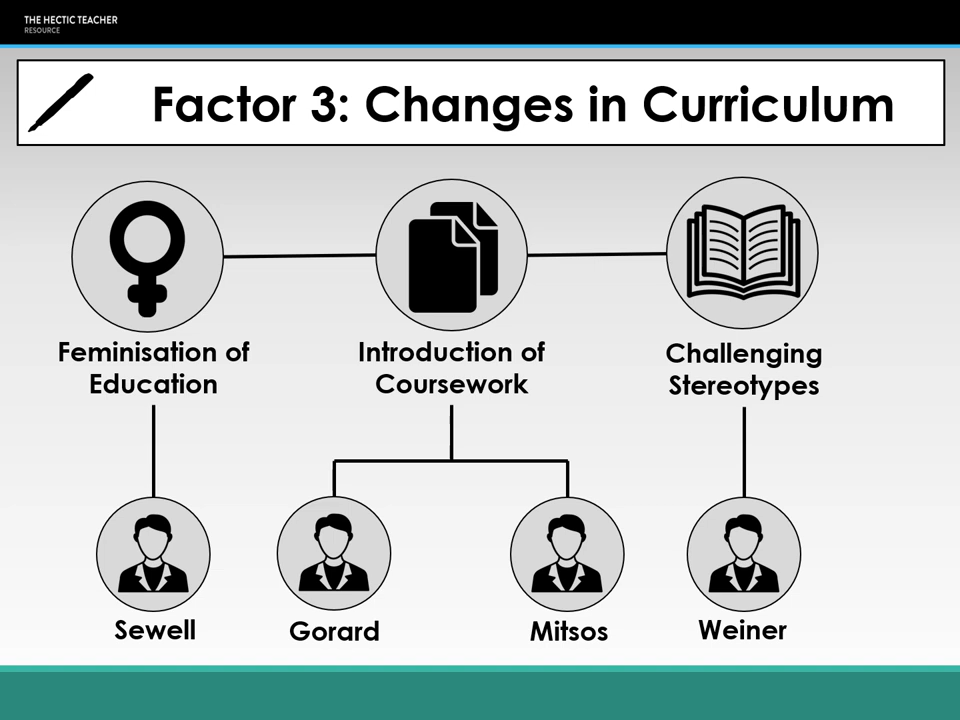 THE HECTIC TEACHER
RESOURCE
Factor 3: Changes in Curriculum
Feminisation of
Education
Introduction of
Coursework
Challenging
Stereotypes
Sewell
Gorard
Mitsos
Weiner